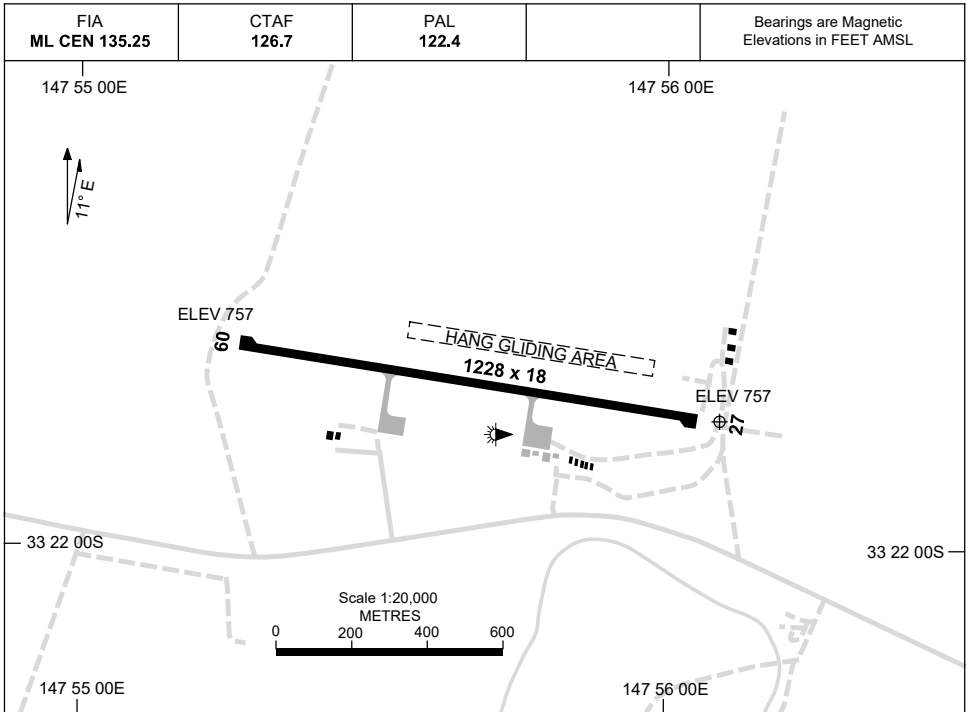 FIA
ML CEN 135.25
CTAF
126.7
PAL
122.4
Bearings are Magnetic
Elevations in FEET AMSL
147 55 00E
147 56 00E
11° E
ELEV 757
09
HANG GLIDING AREA
1228 x 18
ELEV 757
27
33 22 00S
33 22 00S
Scale 1:20,000
METRES
0 200 400 600
147 55 00E
147 56 00E